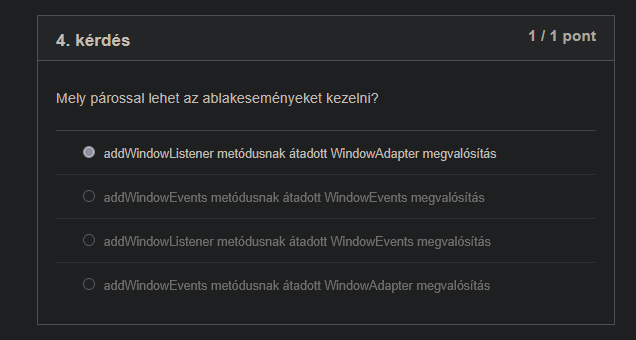 4. kérdés
1 / 1 pont
Mely párossal lehet az ablakeseményeket kezelni?
addWindowListener metódusnak átadott WindowAdapter megvalósítás
addWindowEvents metódusnak átadott WindowEvents megvalósítás
addWindowListener metódusnak átadott WindowEvents megvalósítás
addWindowEvents metódusnak átadott WindowAdapter megvalósítás